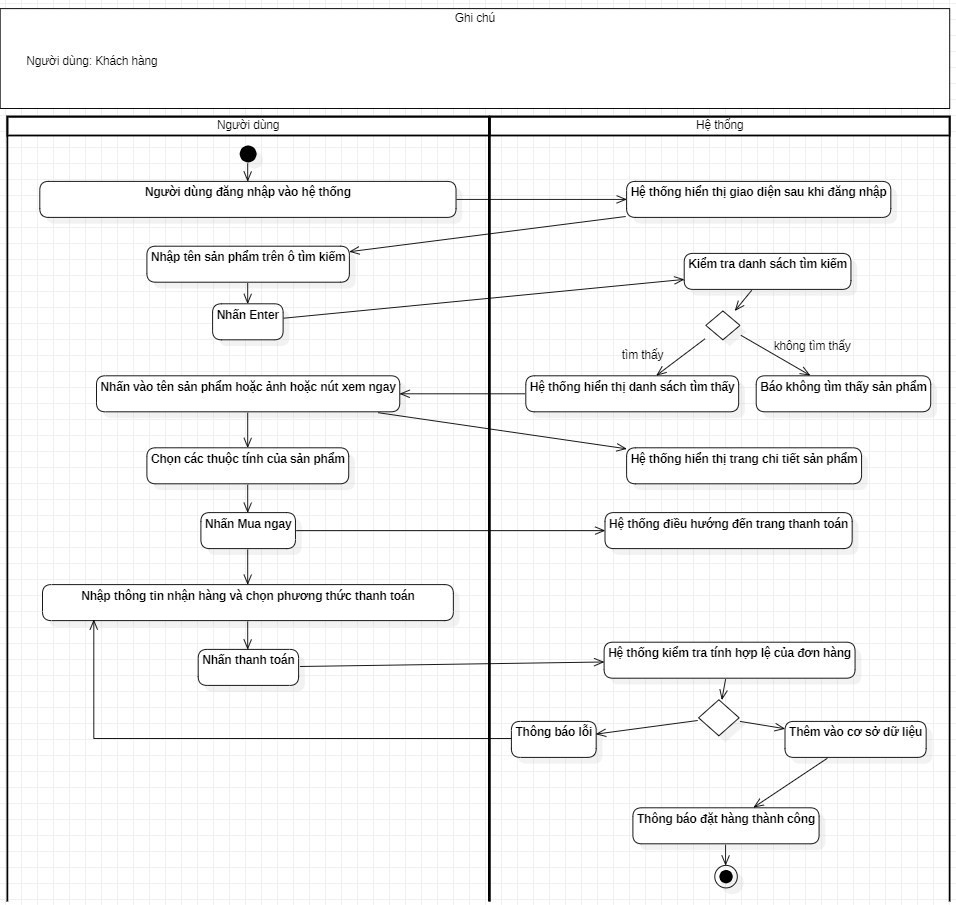 Ghi chú
Người dùng: Khách hàng
Người dùng
Hệ thống
Người dùng đăng nhập vào hệ thống
Hệ thống hiển thị giao diện sau khi đăng nhập
Nhập tên sản phẩm trên ô tìm kiếm
Kiểm tra danh sách tìm kiếm
Nhấn Enter
tìm thấy
không tìm thấy
Nhấn vào tên sản phẩm hoặc ảnh hoặc nút xem ngay
Hệ thống hiển thị danh sách tìm thấy
Báo không tìm thấy sản phẩm
Chọn các thuộc tính của sản phẩm
Hệ thống hiển thị trang chi tiết sản phẩm
Nhấn Mua ngay
Hệ thống điều hướng đến trang thanh toán
Nhập thông tin nhận hàng và chọn phương thức thanh toán
Nhấn thanh toán
Hệ thống kiểm tra tính hợp lệ của đơn hàng
Thông báo lỗi
Thêm vào cơ sở dữ liệu
Thông báo đặt hàng thành công